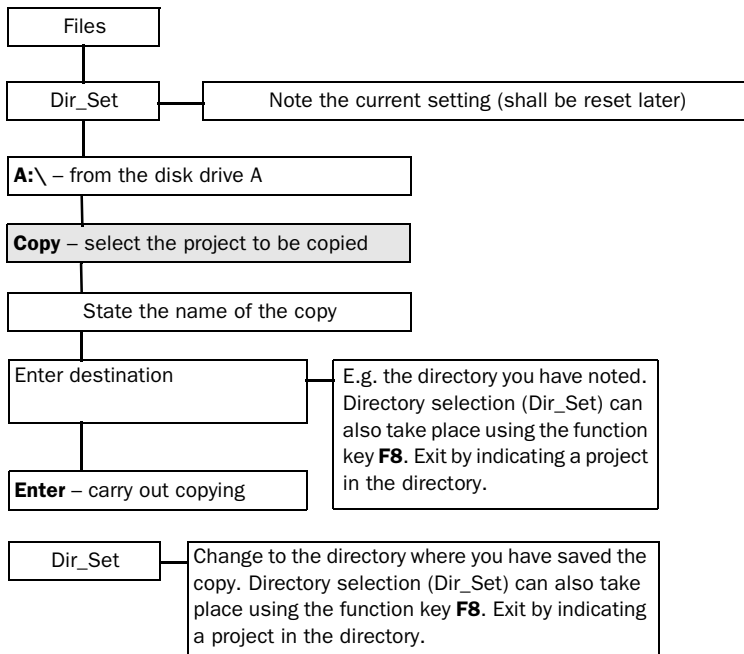 Files
Dir_Set
Note the current setting (shall be reset later)
A:\ – from the disk drive A
Copy – select the project to be copied
State the name of the copy
Enter destination
E.g. the directory you have noted.
Directory selection (Dir_Set) can
also take place using the function
key F8. Exit by indicating a project
in the directory.
Enter – carry out copying
Dir_Set
Change to the directory where you have saved the
copy. Directory selection (Dir_Set) can also take
place using the function key F8. Exit by indicating
a project in the directory.